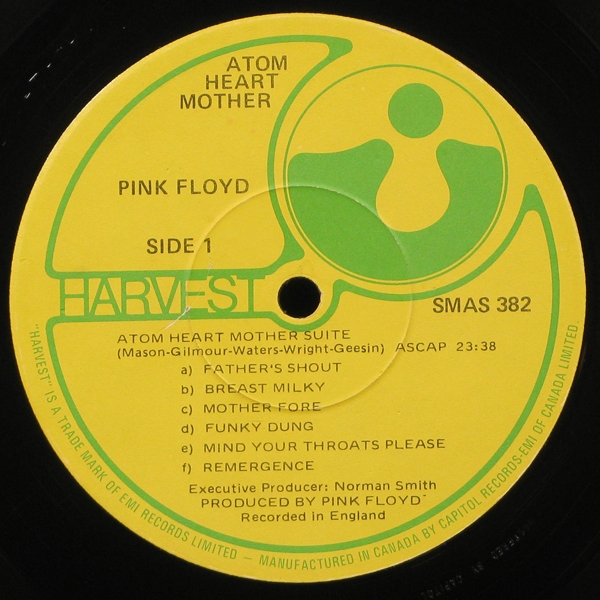 ATOM
HEART
MOTHER
PINK FLOYD
SIDE 1
HARVEST
SMAS 382
ATOM HEART MOTHER SUITE
(Mason-Gilmour-Waters-Wright-Geesin) ASCAP 23:38
a) FATHER'S SHOUT
b) BREAST MILKY
c) MOTHER FORE
d) FUNKY DUNG
e) MIND YOUR THROATS PLEASE
f) REMERGENCE
Executive Producer: Norman Smith
PRODUCED BY PINK FLOYD
Recorded in England
"HARVEST" IS A TRADE MARK OF EMI RECORDS LIMITED — MANUFACTURED IN CANADA BY CAPITOL RECORDS-EMI OF CANADA LIMITED.